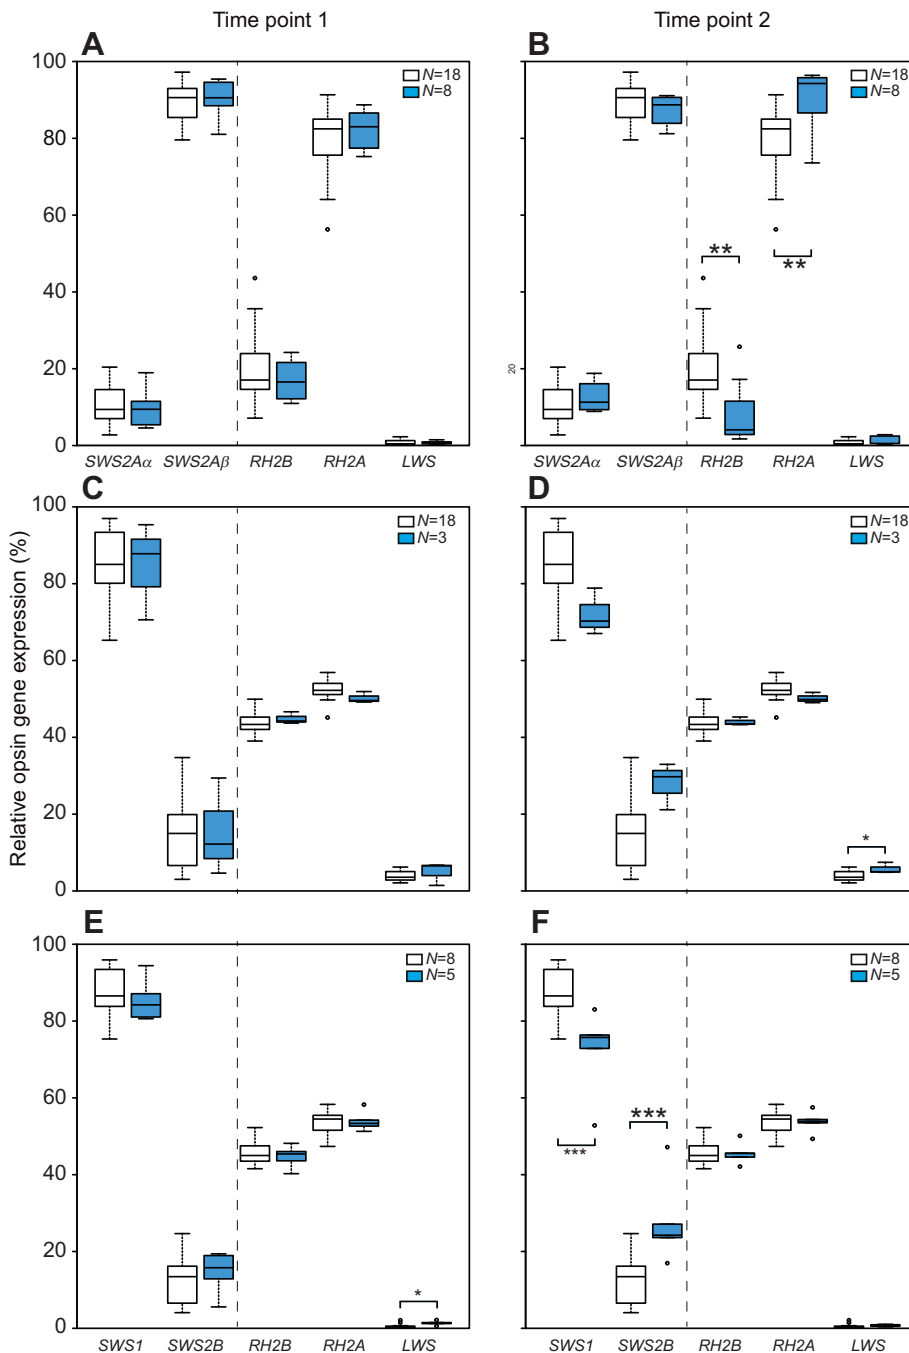 Time point 1
Time point 2
A
B
100
80
60
40
20
0
N=18
N=8
N=18
N=8
**
**
20
SWS2Aα SWS2Aβ RH2B RH2A LWS
SWS2Aα SWS2Aβ RH2B RH2A LWS
C
D
Relative opsin gene expression (%)
100
80
60
40
20
0
N=18
N=3
N=18
N=3
*
E
F
100
80
60
40
20
0
N=8
N=5
N=8
N=5
*
***
***
SWS1 SWS2B RH2B RH2A LWS
SWS1 SWS2B RH2B RH2A LWS